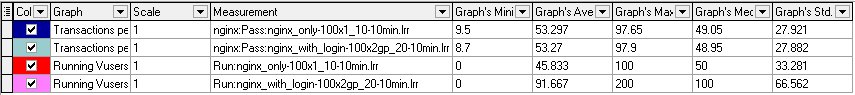 Col Graph Scale Measurement Graph's Mini Graph's Ave Graph's Max Graph's Mec Graph's Std.
Transactions pe 1 nginx:Pass:nginx_only-100x1_10-10min.lrr 9.5 53.297 97.65 49.05 27.921
Transactions pe 1 nginx:Pass:nginx_with_login-100x2gp_20-10min.lrr 8.7 53.27 97.9 48.95 27.882
Running Vusers 1 Run:nginx_only-100x1_10-10min.lrr 0 45.833 100 50 33.281
Running Vusers 1 Run:nginx_with_login-100x2gp_20-10min.lrr 0 91.667 200 100 66.562